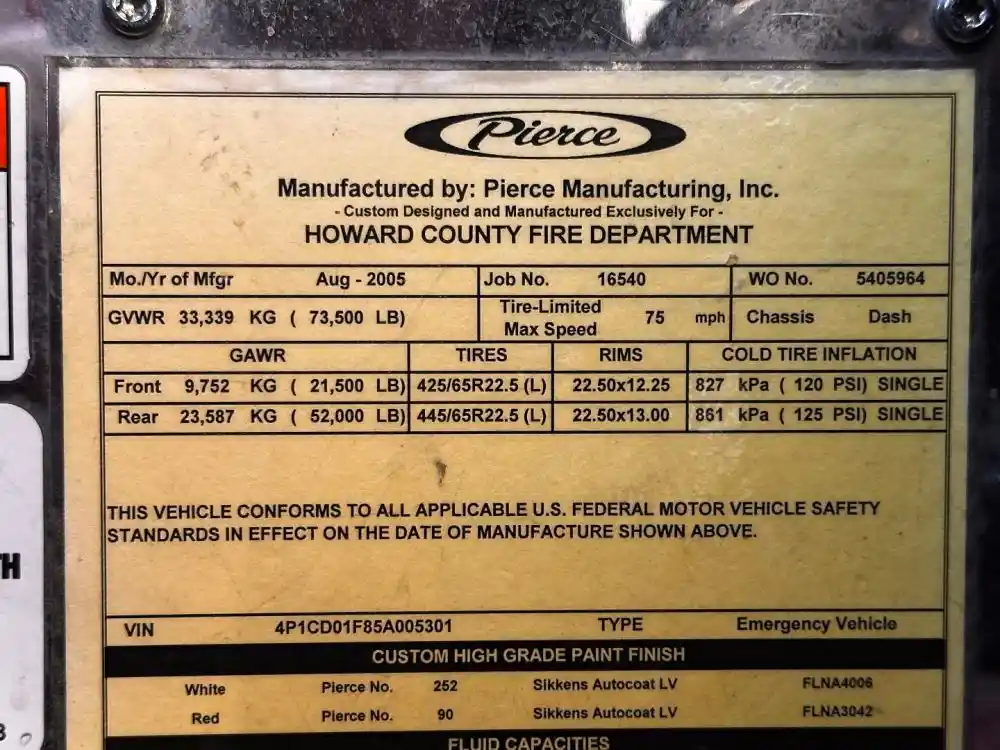 Pierce
Manufactured by: Pierce Manufacturing, Inc.
- Custom Designed and Manufactured Exclusively For -
HOWARD COUNTY FIRE DEPARTMENT
Mo./Yr of Mfgr Aug - 2005 Job No. 16540 WO No. 5405964
GVWR 33,339 KG ( 73,500 LB) Tire-Limited Max Speed 75 mph Chassis Dash
GAWR TIRES RIMS COLD TIRE INFLATION
Front 9,752 KG ( 21,500 LB) 425/65R22.5 (L) 22.50x12.25 827 kPa ( 120 PSI) SINGLE
Rear 23,587 KG ( 52,000 LB) 445/65R22.5 (L) 22.50x13.00 861 kPa ( 125 PSI) SINGLE
THIS VEHICLE CONFORMS TO ALL APPLICABLE U.S. FEDERAL MOTOR VEHICLE SAFETY
STANDARDS IN EFFECT ON THE DATE OF MANUFACTURE SHOWN ABOVE.
VIN 4P1CD01F85A005301 TYPE Emergency Vehicle
CUSTOM HIGH GRADE PAINT FINISH
White Pierce No. 252 Sikkens Autocoat LV FLNA4006
Red Pierce No. 90 Sikkens Autocoat LV FLNA3042
FLUID CAPACITIES